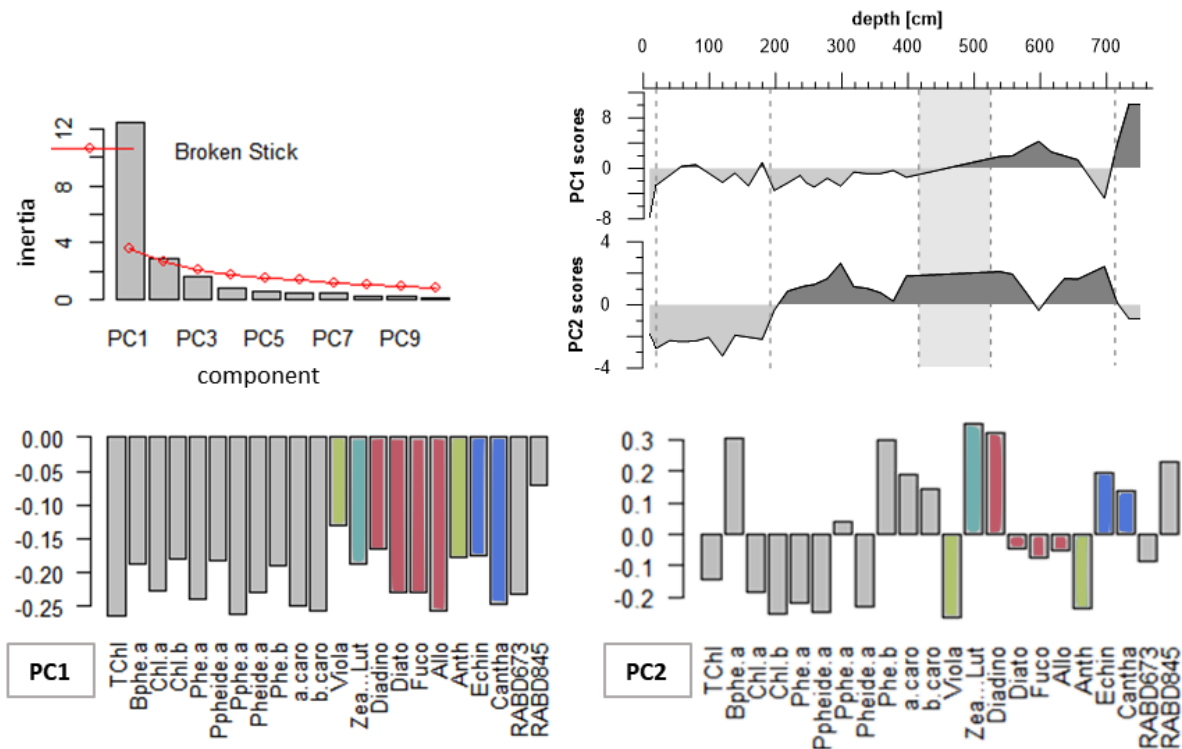 depth [cm]
0 100 200 300 400 500 600 700
12
8
4
0
inertia
Broken Stick
PC1 PC3 PC5 PC7 PC9
component
8
0
-8
PC1 scores
4
0
-4
PC2 scores
0.00
-0.05
-0.10
-0.15
-0.20
-0.25
PC1
TChl
Bphe.a
Chl.a
Chl.b
Phe.a
Ppheide.a
Pphe.a
Pheide.a
Phe.b
a.caro
b.caro
Viola
Zea...Lut
Diadino
Diato
Fuco
Allo
Anth
Echin
Cantha
RABD673
RABD845
0.3
0.2
0.1
0.0
-0.1
-0.2
PC2
TChl
Bphe.a
Chl.a
Chl.b
Phe.a
Ppheide.a
Pphe.a
Pheide.a
Phe.b
a.caro
b.caro
Viola
Zea...Lut
Diadino
Diato
Fuco
Allo
Anth
Echin
Cantha
RABD673
RABD845